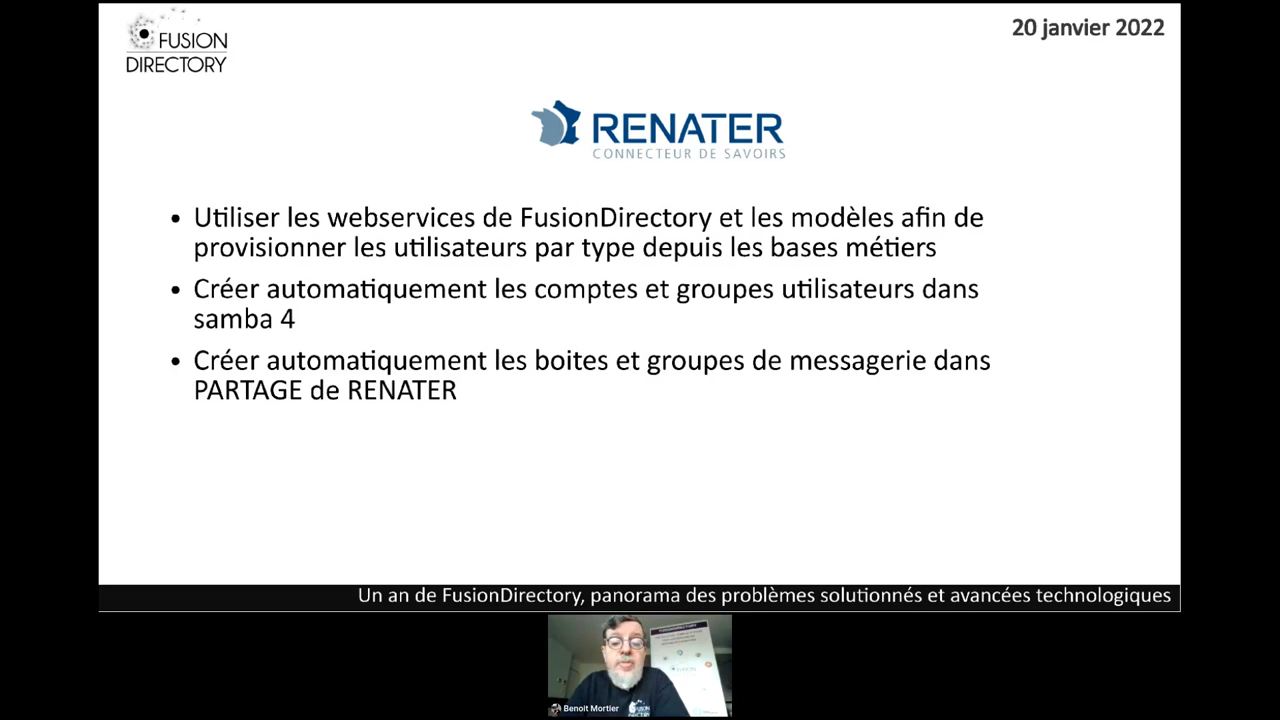 FUSION
DIRECTORY
20 janvier 2022
RENATER
CONNECTEUR DE SAVOIRS
• Utiliser les webservices de FusionDirectory et les modèles afin de
provisionner les utilisateurs par type depuis les bases métiers
• Créer automatiquement les comptes et groupes utilisateurs dans
samba 4
• Créer automatiquement les boites et groupes de messagerie dans
PARTAGE de RENATER
Un an de FusionDirectory, panorama des problèmes solutionnés et avancées technologiques
FUSION
FUSION
DIRECTORY
Benoit Mortier